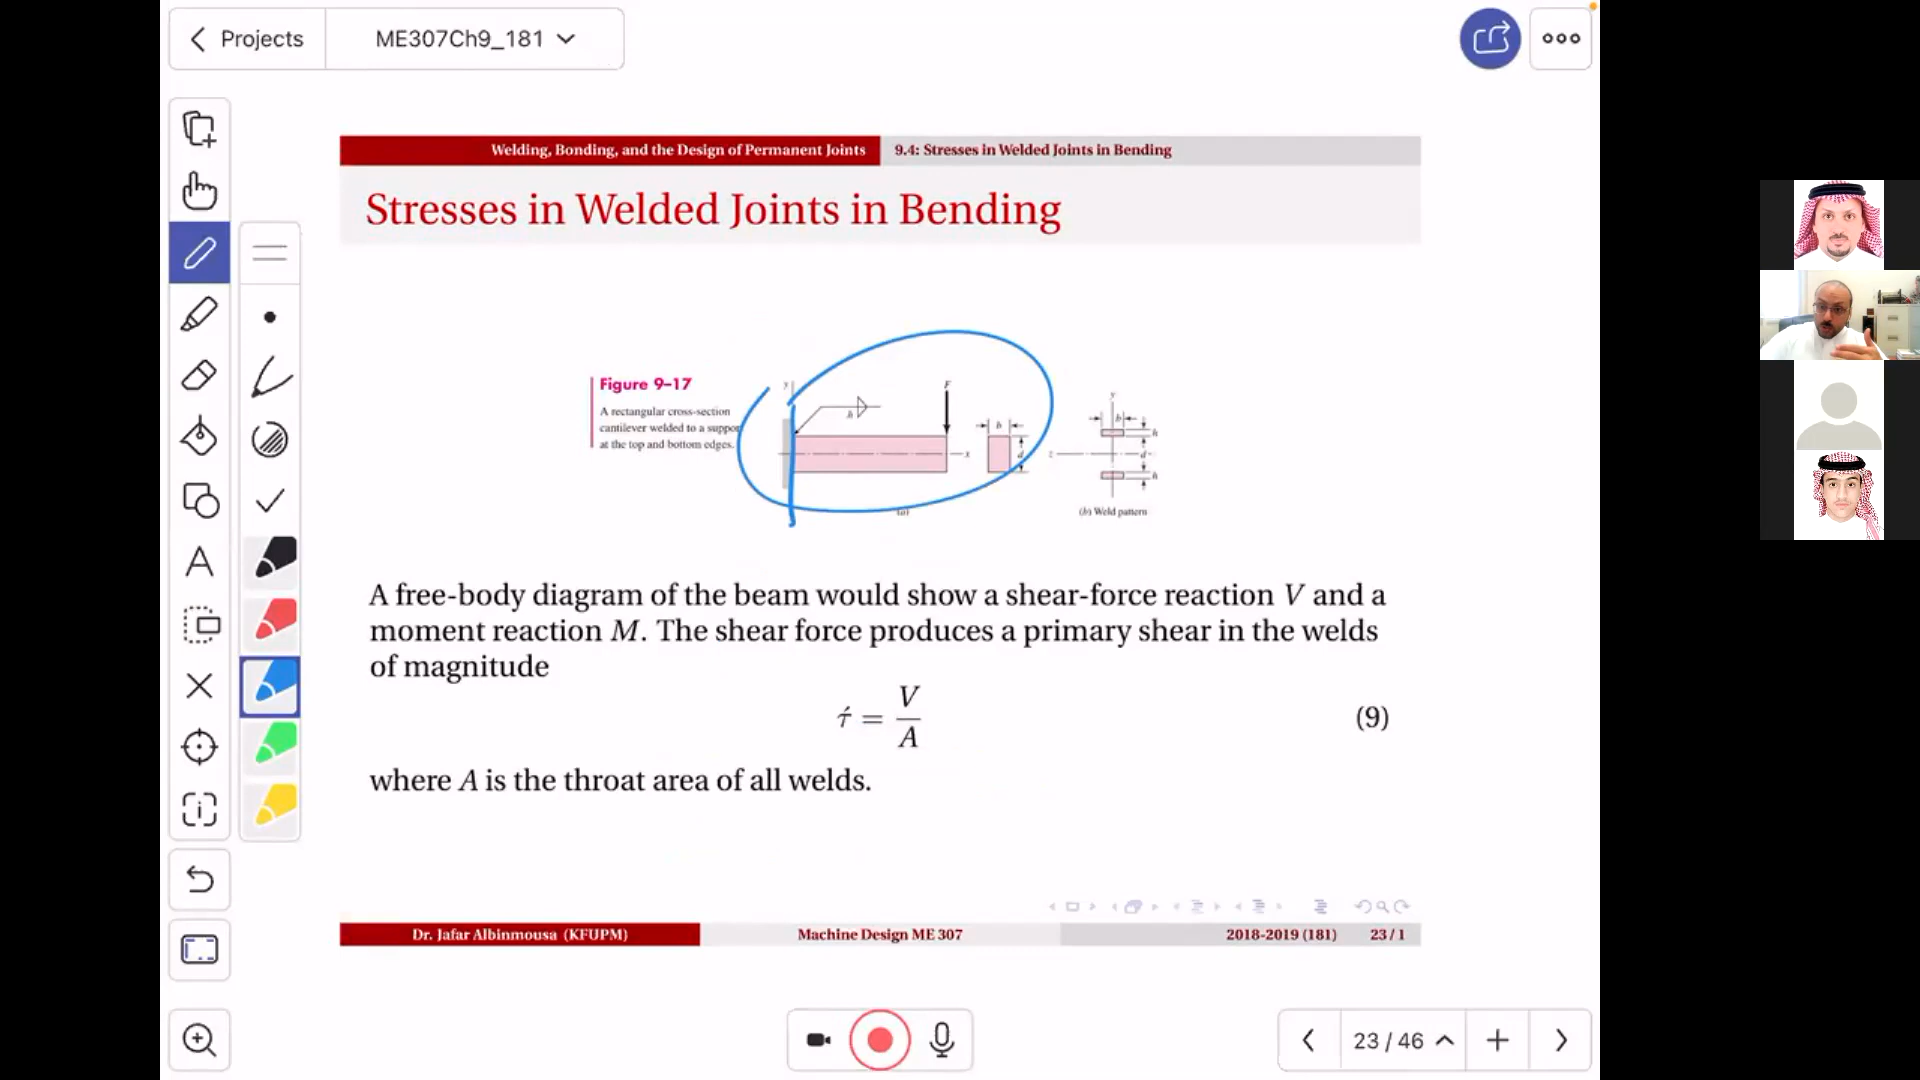 Projects
ME307Ch9_181
Welding, Bonding, and the Design of Permanent Joints
9.4: Stresses in Welded Joints in Bending
Stresses in Welded Joints in Bending
Figure 9–17
A rectangular cross-section
cantilever welded to a suppor
at the top and bottom edges.
y
F
h
x
b
d
(a)
y
b
h
z
d
h
(b) Weld pattern
A free-body diagram of the beam would show a shear-force reaction V and a
moment reaction M. The shear force produces a primary shear in the welds
of magnitude
τ́ = V/A (9)
where A is the throat area of all welds.
Dr. Jafar Albinmousa (KFUPM)
Machine Design ME 307
2018-2019 (181)
23 / 1
23 / 46